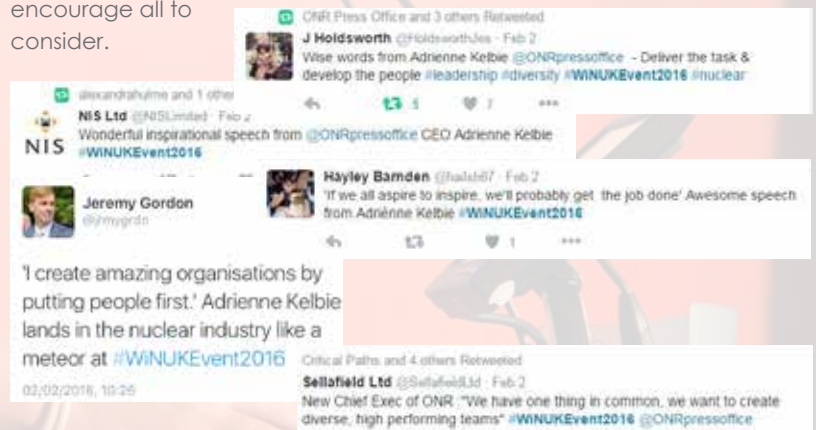 encourage all to
consider.
ONR Press Office and 3 others Retweeted
J Holdsworth @HoldsworthJes · Feb 2
Wise words from Adrienne Kelbie @ONRpressoffice - Deliver the task &
develop the people #leadership #diversity #WiNUKEvent2016 #nuclear
5 7
alexandrahulme and 1 other
NIS Ltd @NISLimited · Feb 2
NIS
Wonderful inspirational speech from @ONRpressoffice CEO Adrienne Kelbie
#WiNUKEvent2016
Hayley Barnden · Feb 2
'If we all aspire to inspire, we'll probably get the job done' Awesome speech
from Adrienne Kelbie #WiNUKEvent2016
1
Jeremy Gordon
@jrmygrdn
'I create amazing organisations by
putting people first.' Adrienne Kelbie
lands in the nuclear industry like a
meteor at #WiNUKEvent2016
02/02/2016, 10:26
Critical Paths and 4 others Retweeted
Sellafield Ltd @SellafieldLtd · Feb 2
New Chief Exec of ONR :"We have one thing in common, we want to create
diverse, high performing teams" #WiNUKEvent2016 @ONRpressoffice